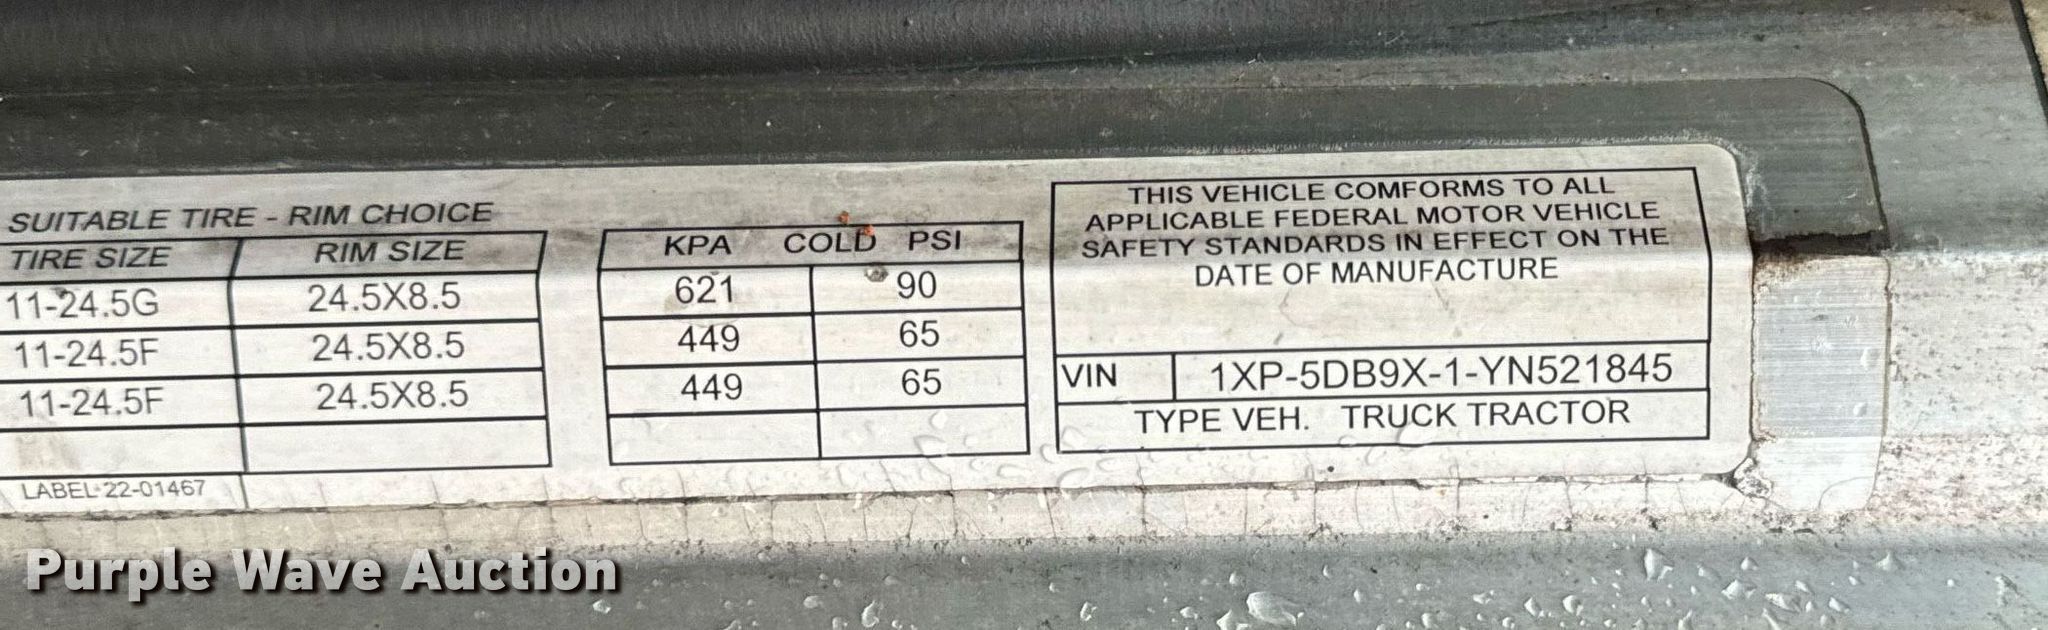 SUITABLE TIRE - RIM CHOICE
TIRE SIZE RIM SIZE
11-24.5G 24.5X8.5
11-24.5F 24.5X8.5
11-24.5F 24.5X8.5
LABEL 22-01467
KPA COLD PSI
621 90
449 65
449 65
THIS VEHICLE COMFORMS TO ALL
APPLICABLE FEDERAL MOTOR VEHICLE
SAFETY STANDARDS IN EFFECT ON THE
DATE OF MANUFACTURE
VIN 1XP-5DB9X-1-YN521845
TYPE VEH. TRUCK TRACTOR
Purple Wave Auction